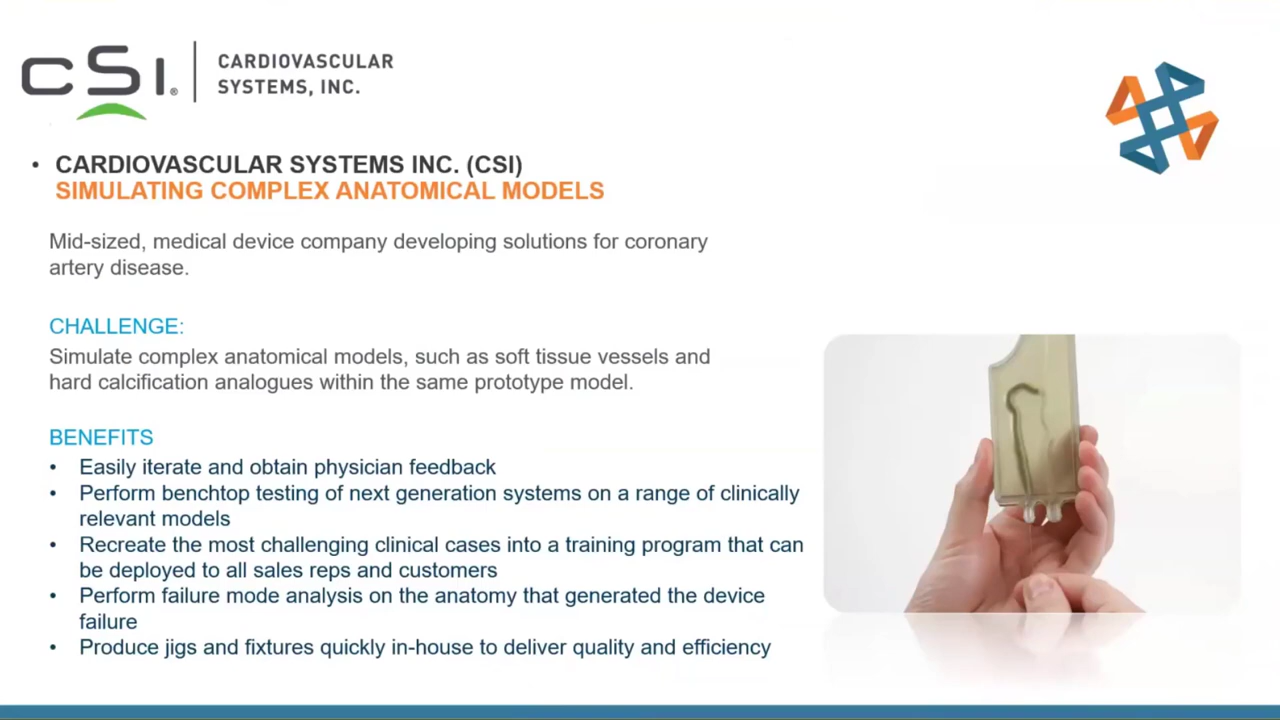 CSI®
CARDIOVASCULAR
SYSTEMS, INC.
• CARDIOVASCULAR SYSTEMS INC. (CSI)
SIMULATING COMPLEX ANATOMICAL MODELS
Mid-sized, medical device company developing solutions for coronary
artery disease.
CHALLENGE:
Simulate complex anatomical models, such as soft tissue vessels and
hard calcification analogues within the same prototype model.
BENEFITS
• Easily iterate and obtain physician feedback
• Perform benchtop testing of next generation systems on a range of clinically
relevant models
• Recreate the most challenging clinical cases into a training program that can
be deployed to all sales reps and customers
• Perform failure mode analysis on the anatomy that generated the device
failure
• Produce jigs and fixtures quickly in-house to deliver quality and efficiency